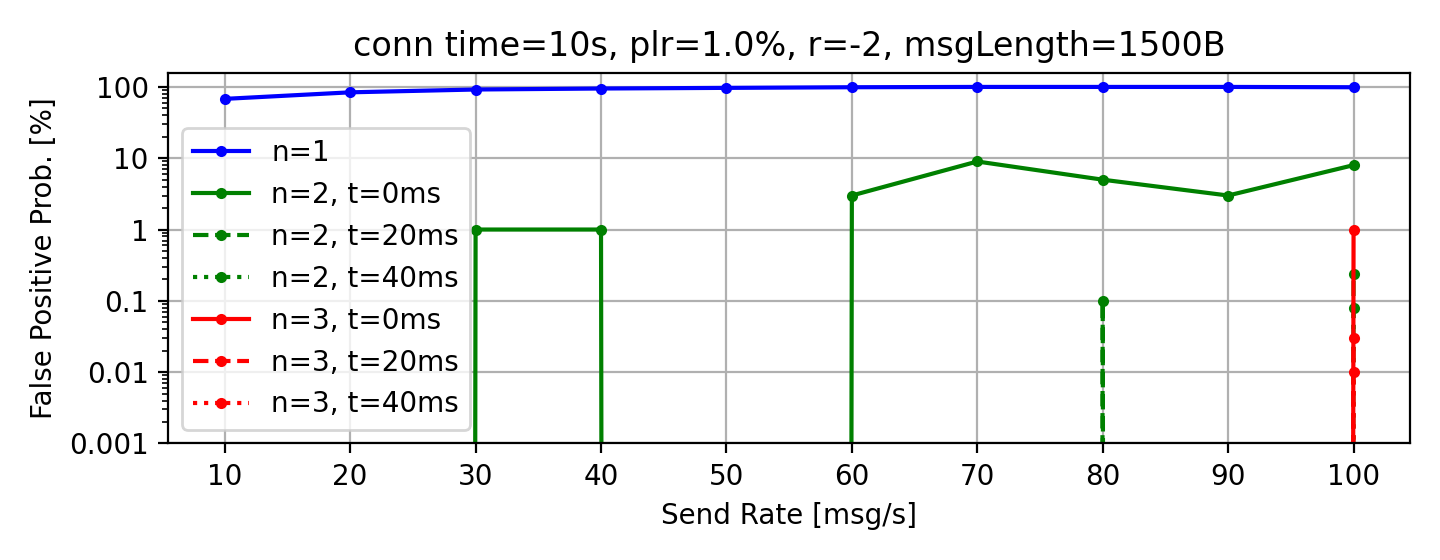 conn time=10s, plr=1.0%, r=-2, msgLength=1500B
False Positive Prob. [%]
100
10
1
0.1
0.01
0.001
n=1
n=2, t=0ms
n=2, t=20ms
n=2, t=40ms
n=3, t=0ms
n=3, t=20ms
n=3, t=40ms
10 20 30 40 50 60 70 80 90 100
Send Rate [msg/s]